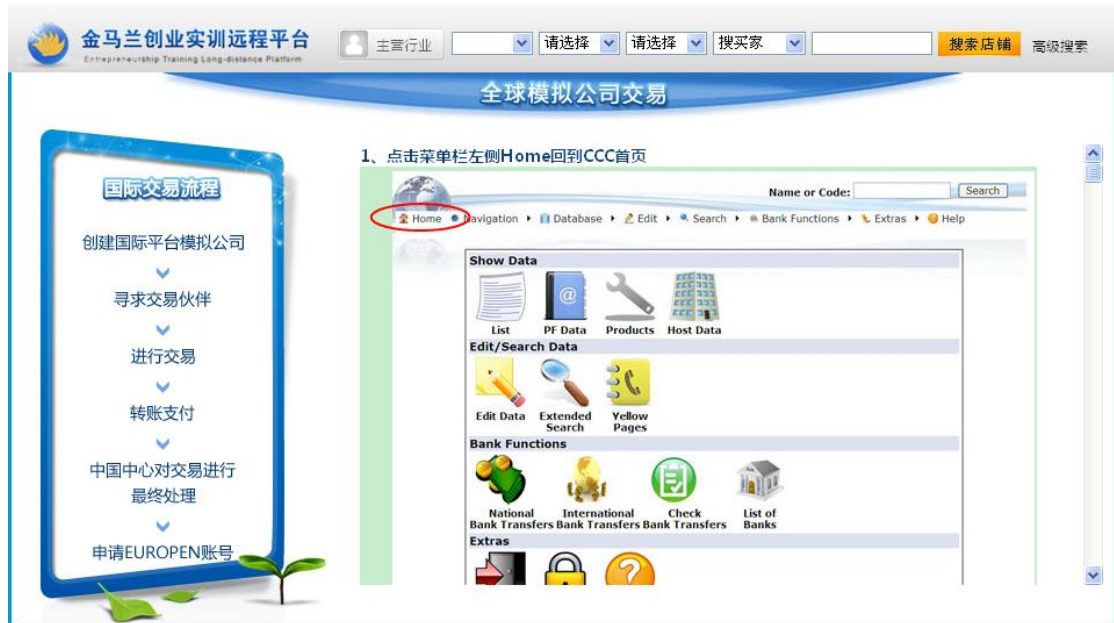 金马兰创业实训远程平台
Entrepreneurship Training Long-distance Platform
主营行业 请选择 请选择 搜买家 搜索店铺 高级搜索
全球模拟公司交易
国际交易流程
创建国际平台模拟公司
寻求交易伙伴
进行交易
转账支付
中国中心对交易进行
最终处理
申请EUROPEN账号
1、点击菜单栏左侧Home回到CCC首页
Name or Code: Search
Home Navigation Database Edit Search Bank Functions Extras Help
Show Data
List PF Data Products Host Data
Edit/Search Data
Edit Data Extended Search Yellow Pages
Bank Functions
National Bank Transfers International Bank Transfers Check Bank Transfers List of Banks
Extras